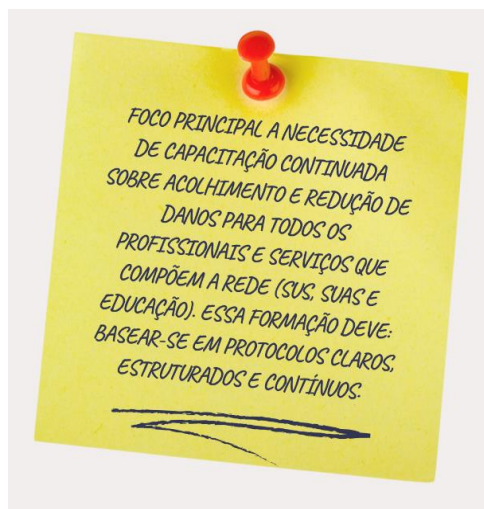 FOCO PRINCIPAL A NECESSIDADE
DE CAPACITAÇÃO CONTINUADA
SOBRE ACOLHIMENTO E REDUÇÃO DE
DANOS PARA TODOS OS
PROFISSIONAIS E SERVIÇOS QUE
COMPÕEM A REDE (SUS, SUAS E
EDUCAÇÃO). ESSA FORMAÇÃO DEVE:
BASEAR-SE EM PROTOCOLOS CLAROS,
ESTRUTURADOS E CONTÍNUOS.